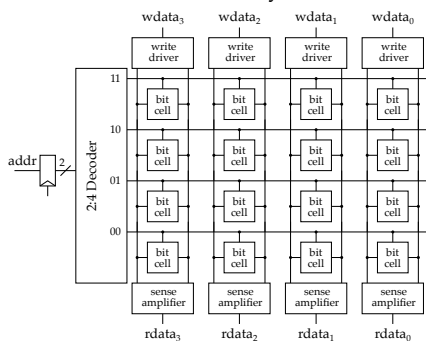 wdata₃ wdata₂ wdata₁ wdata₀
write driver write driver write driver write driver
11
bit cell bit cell bit cell bit cell
10
bit cell bit cell bit cell bit cell
addr 2 2:4 Decoder
01
bit cell bit cell bit cell bit cell
00
bit cell bit cell bit cell bit cell
sense amplifier sense amplifier sense amplifier sense amplifier
rdata₃ rdata₂ rdata₁ rdata₀